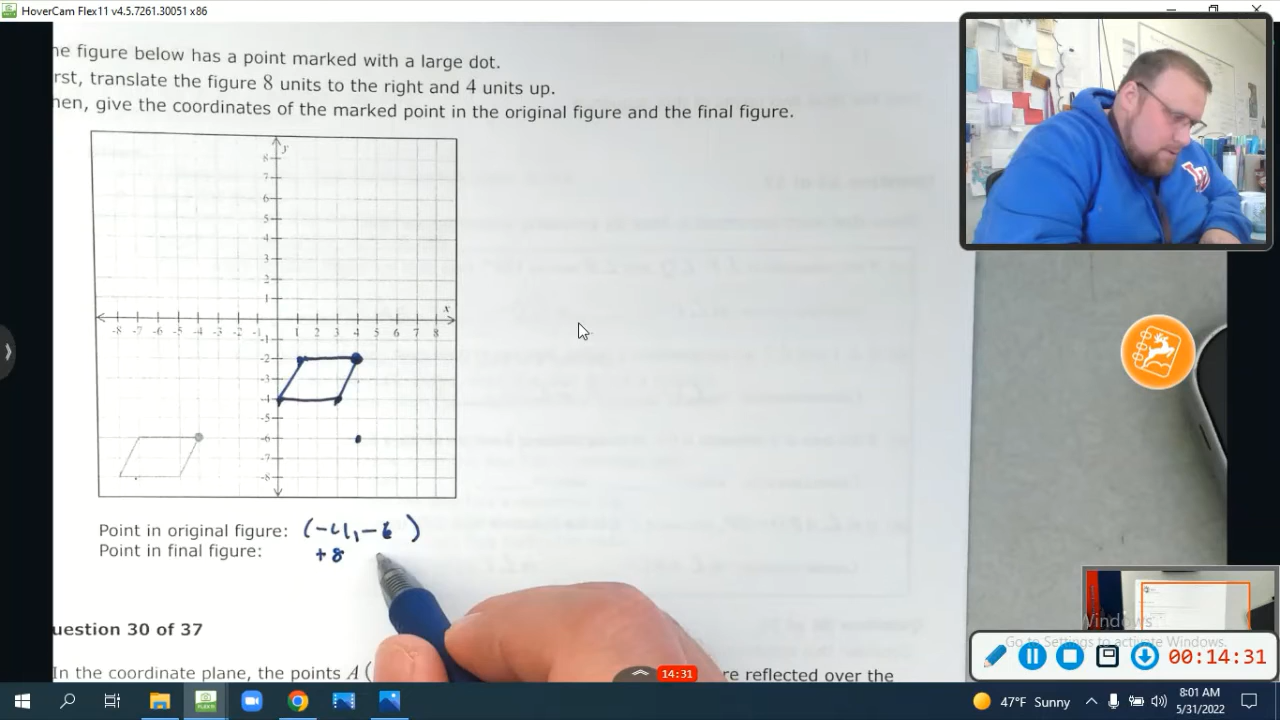 HoverCam Flex11 v4.5.7261.30051 x86
he figure below has a point marked with a large dot.
rst, translate the figure 8 units to the right and 4 units up.
hen, give the coordinates of the marked point in the original figure and the final figure.
y
8
7
6
5
4
3
2
1
x
-8 -7 -6 -5 -4 -3 -2 -1 1 2 3 4 5 6 7 8
-1
-2
-3
-4
-5
-6
-7
-8
Point in original figure: (-4, -6 )
Point in final figure: +8
uestion 30 of 37
In the coordinate plane, the points A (
re reflected over the
14:31
Windows
Go to Settings to activate Windows.
00:14:31
47°F Sunny
8:01 AM
5/31/2022